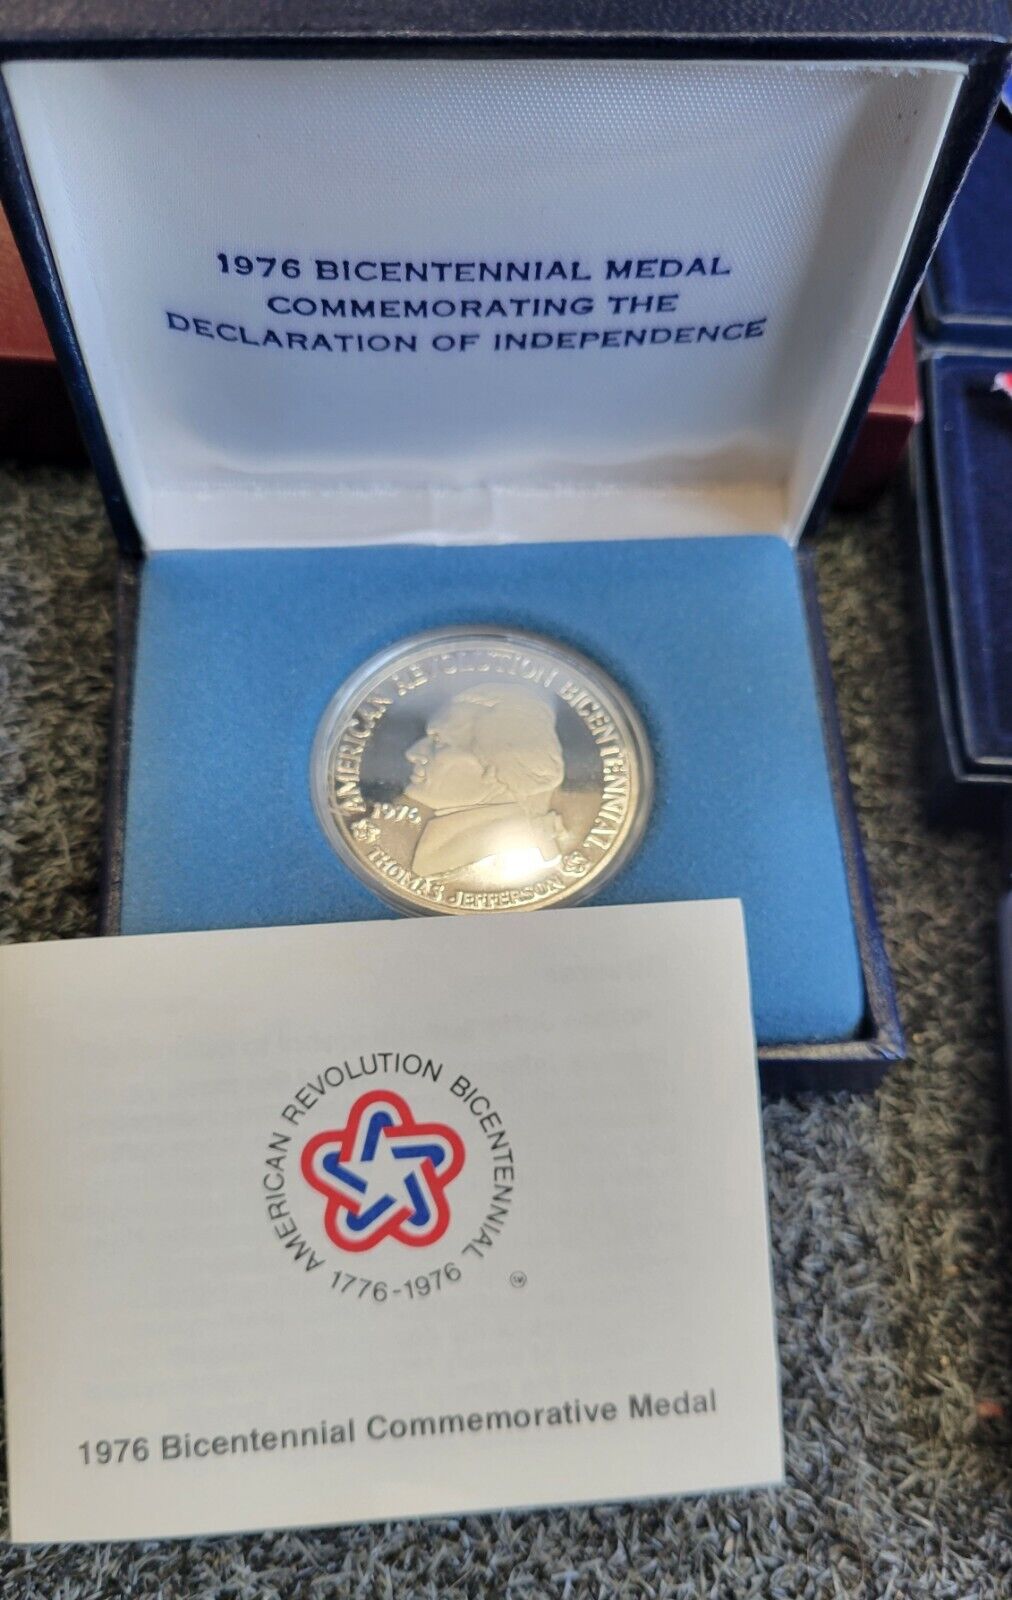 1976 BICENTENNIAL MEDAL
COMMEMORATING THE
DECLARATION OF INDEPENDENCE
AMERICAN REVOLUTION BICENTENNIAL
1976
THOMAS JEFFERSON
AMERICAN REVOLUTION BICENTENNIAL
1776-1976
1976 Bicentennial Commemorative Medal